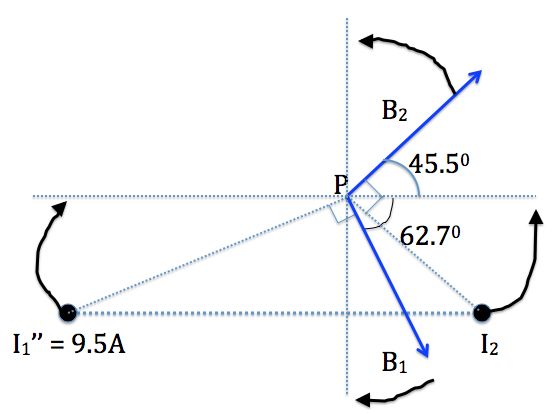 B₂
45.5⁰
P
62.7⁰
I₁” = 9.5A
I₂
B₁